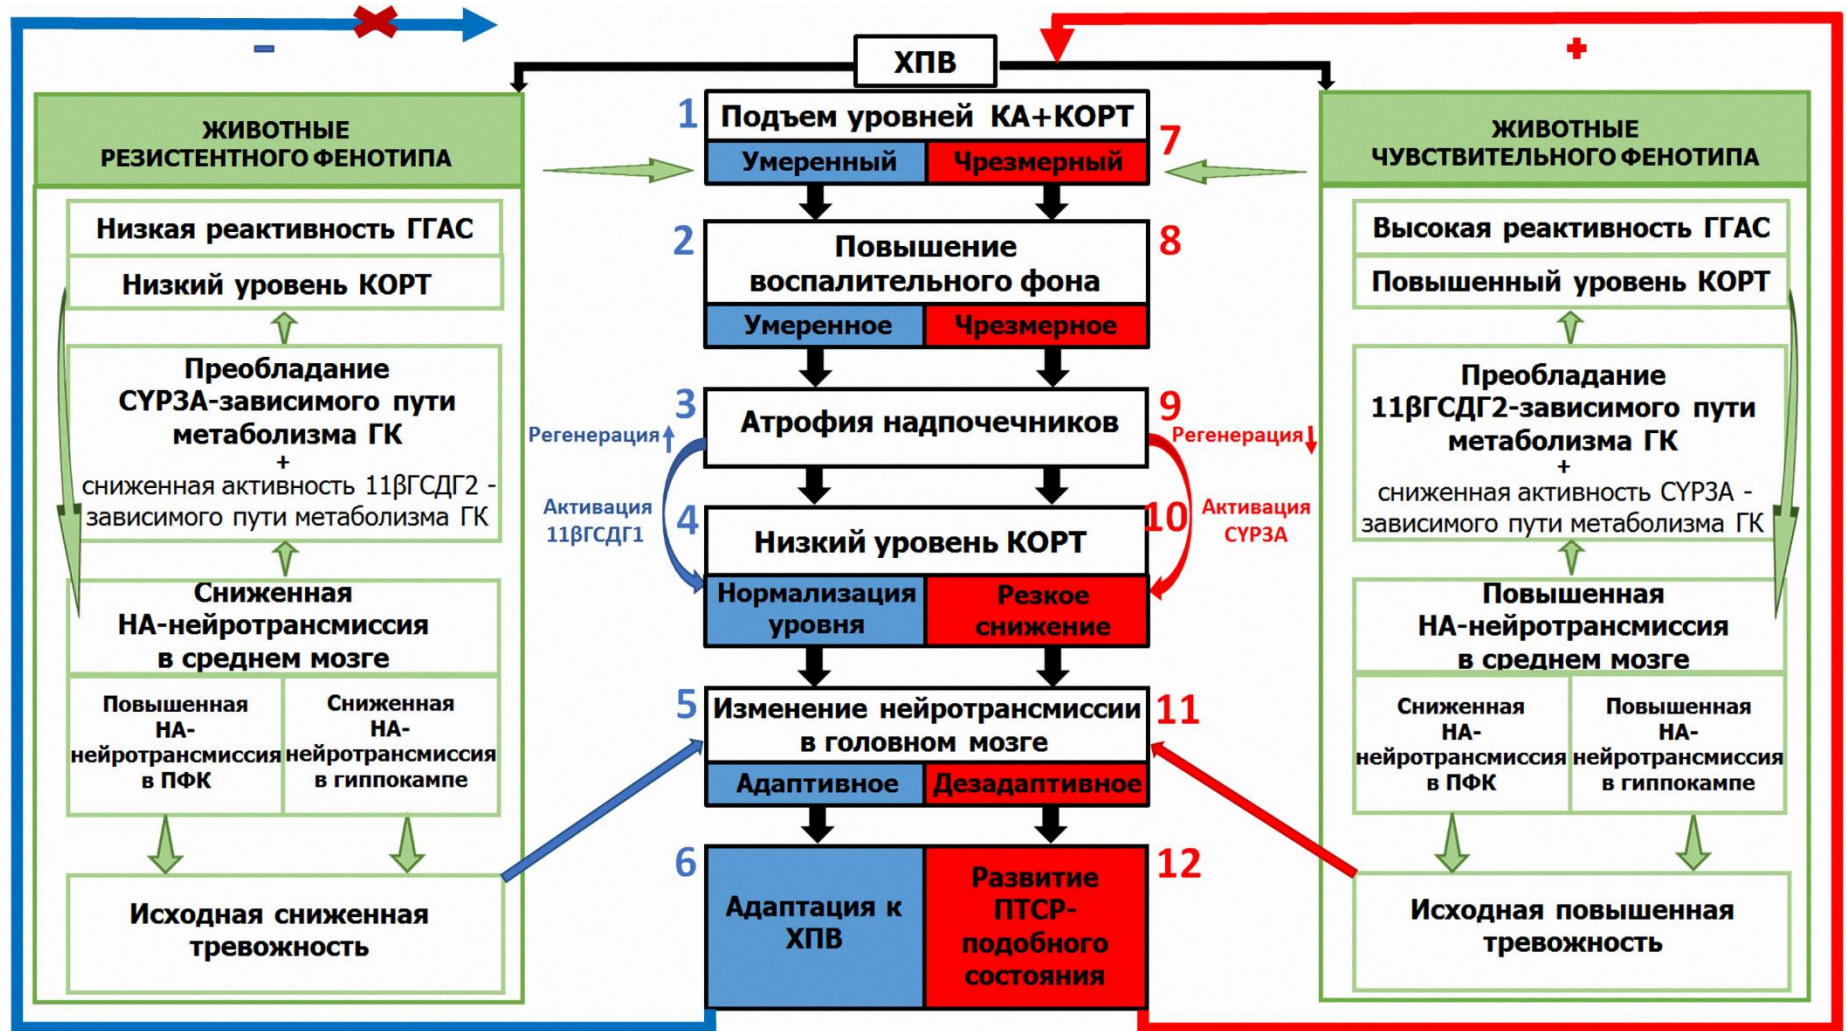 –
+
ХПВ
ЖИВОТНЫЕ
РЕЗИСТЕНТНОГО ФЕНОТИПА
Низкая реактивность ГГАС
Низкий уровень КОРТ
Преобладание
CYP3A-зависимого пути
метаболизма ГК
+
сниженная активность 11βГСДГ2 -
зависимого пути метаболизма ГК
Сниженная
НА-нейротрансмиссия
в среднем мозге
Повышенная
НА-
нейротрансмиссия
в ПФК
Сниженная
НА-
нейротрансмиссия
в гиппокампе
Исходная сниженная
тревожность
1
Подъем уровней КА+КОРТ
7
Умеренный
Чрезмерный
2
Повышение
воспалительного фона
8
Умеренное
Чрезмерное
3
Атрофия надпочечников
9
Регенерация
Регенерация
Активация
11βГСДГ1
Активация
CYP3A
4
Низкий уровень КОРТ
10
Нормализация
уровня
Резкое
снижение
5
Изменение нейротрансмиссии
в головном мозге
11
Адаптивное
Дезадаптивное
6
Адаптация к
ХПВ
Развитие
ПТСР-
подобного
состояния
12
ЖИВОТНЫЕ
ЧУВСТВИТЕЛЬНОГО ФЕНОТИПА
Высокая реактивность ГГАС
Повышенный уровень КОРТ
Преобладание
11βГСДГ2-зависимого пути
метаболизма ГК
+
сниженная активность CYP3A -
зависимого пути метаболизма ГК
Повышенная
НА-нейротрансмиссия
в среднем мозге
Сниженная
НА-
нейротрансмиссия
в ПФК
Повышенная
НА-
нейротрансмиссия
в гиппокампе
Исходная повышенная
тревожность